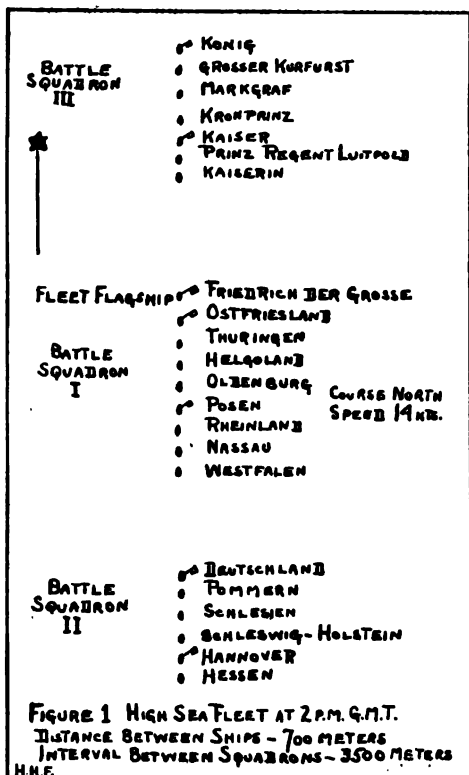 BATTLE
SQUADRON
III
KONIG
GROSSER KURFURST
MARKGRAF
KRONPRINZ
KAISER
PRINZ REGENT LUITPOLD
KAISERIN
FLEET FLAGSHIP
FRIEDRICH DER GROSSE
BATTLE
SQUADRON
I
OSTFRIESLAND
THURINGEN
HELGOLAND
OLDENBURG
POSEN
RHEINLAND
NASSAU
WESTFALEN
COURSE NORTH
SPEED 14 KTS.
BATTLE
SQUADRON
II
DEUTSCHLAND
POMMERN
SCHLESIEN
SCHLESWIG-HOLSTEIN
HANNOVER
HESSEN
FIGURE 1 HIGH SEA FLEET AT 2 P.M. G.M.T.
DISTANCE BETWEEN SHIPS - 700 METERS
INTERVAL BETWEEN SQUADRONS - 3500 METERS
H.H.F.